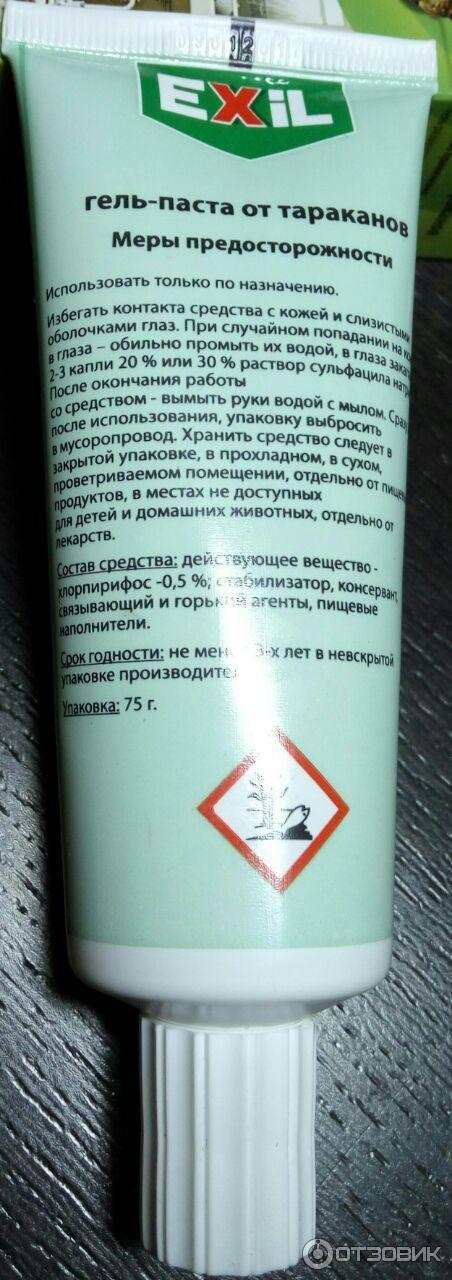 EXiL
гель-паста от тараканов
Меры предосторожности
Использовать только по назначению.
Избегать контакта средства с кожей и слизистыми
оболочками глаз. При случайном попадании на
в глаза – обильно промыть их водой, в глаза
2-3 капли 20 % или 30 % раствор сульфацила
После окончания работы
со средством - вымыть руки водой с мылом.
после использования, упаковку выбросить
в мусоропровод. Хранить средство следует в
закрытой упаковке, в прохладном, в сухом,
проветриваемом помещении, отдельно от
продуктов, в местах не доступных
для детей и домашних животных, отдельно от
лекарств.
Состав средства: действующее вещество -
хлорпирифос -0,5 %; стабилизатор, консервант,
связывающий и горький агенты, пищевые
наполнители.
Срок годности: не 3-х лет в невскрытой
упаковке
Упаковка: 75 г.
ОТЗОВИК